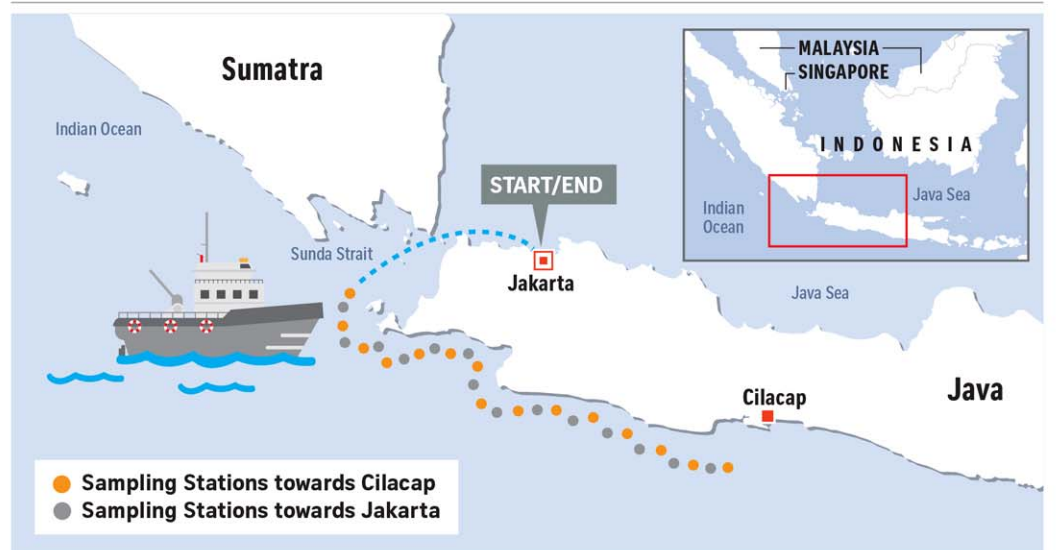 Sumatra
Indian Ocean
MALAYSIA
SINGAPORE
INDONESIA
Java Sea
Indian
Ocean
START/END
Sunda Strait
Jakarta
Java Sea
Cilacap
Java
Sampling Stations towards Cilacap
Sampling Stations towards Jakarta